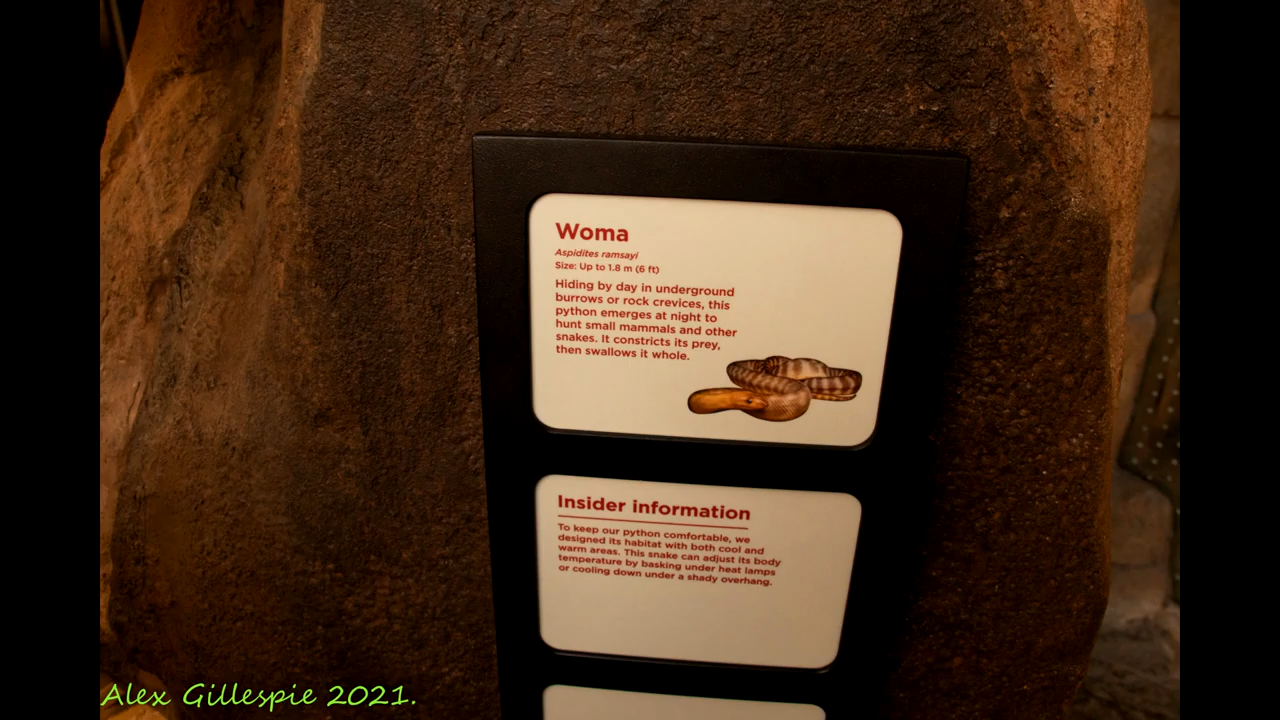 Woma
Aspidites ramsayi
Size: Up to 1.8 m (6 ft)
Hiding by day in underground
burrows or rock crevices, this
python emerges at night to
hunt small mammals and other
snakes. It constricts its prey,
then swallows it whole.
Insider information
To keep our python comfortable, we
designed its habitat with both cool and
warm areas. This snake can adjust its body
temperature by basking under heat lamps
or cooling down under a shady overhang.
Alex Gillespie 2021.